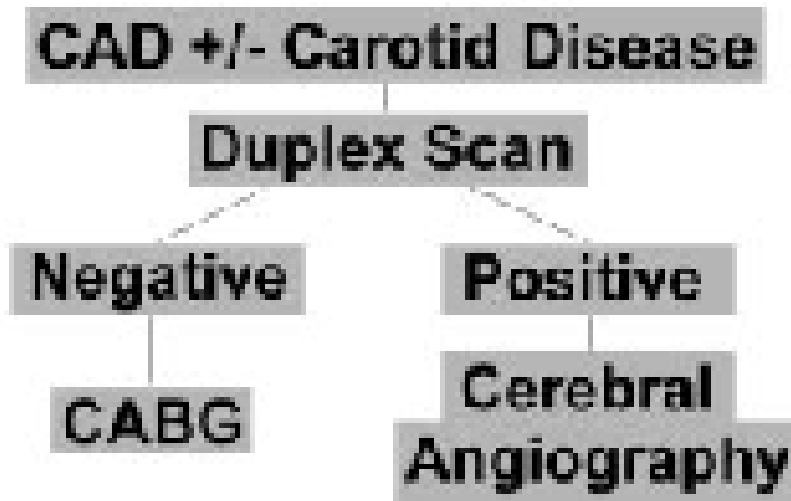 CAD +/- Carotid Disease
Duplex Scan
Negative
Positive
CABG
Cerebral
Angiography